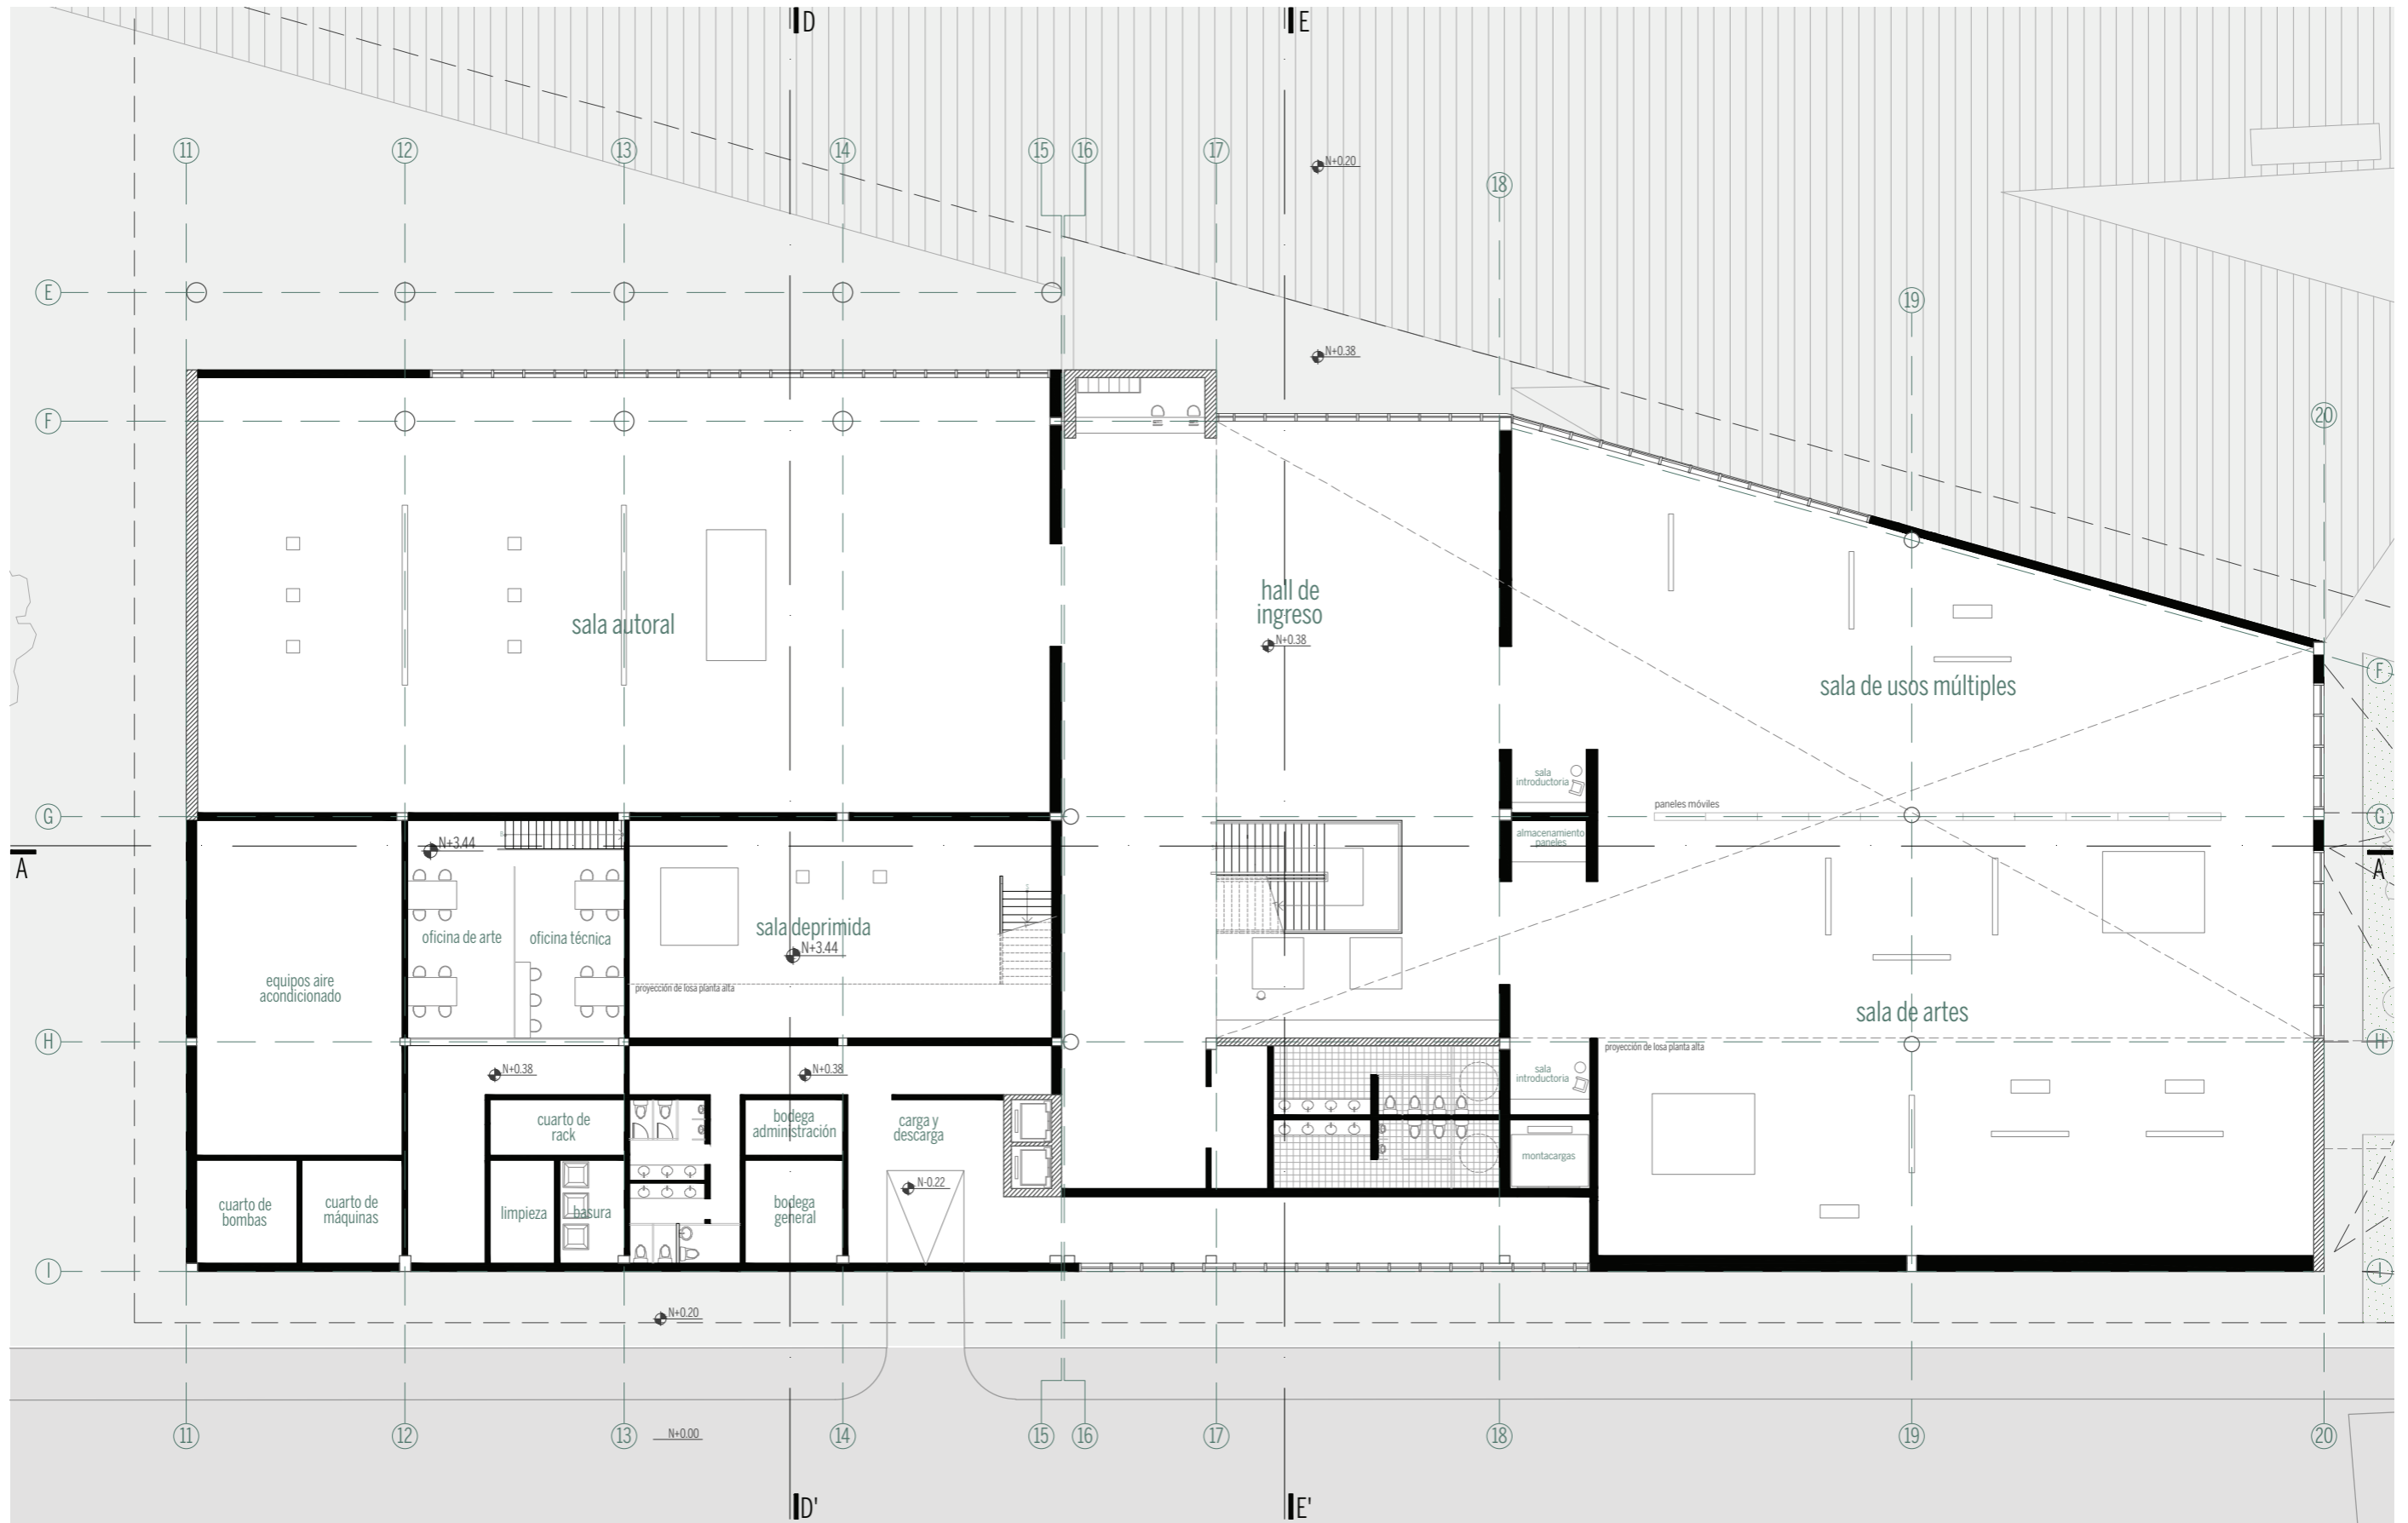 D
E
11
12
13
14
15
16
17
18
19
20
N+0.20
E
N+0.38
F
hall de
ingreso
N+0.38
sala autoral
F
sala de usos múltiples
sala
introductoria
paneles móviles
G
G
almacenamiento
paneles
A
N+3.44
A
oficina de arte
oficina técnica
sala deprimida
N+3.44
equipos aire
acondicionado
proyección de losa planta alta
sala de artes
H
proyección de losa planta alta
H
N+0.38
N+0.38
sala
introductoria
cuarto de
rack
bodega
administración
carga y
descarga
montacargas
N-0.22
cuarto de
bombas
cuarto de
máquinas
limpieza
basura
bodega
general
I
I
N+0.20
11
12
13
N+0.00
14
15
16
17
18
19
20
D'
E'